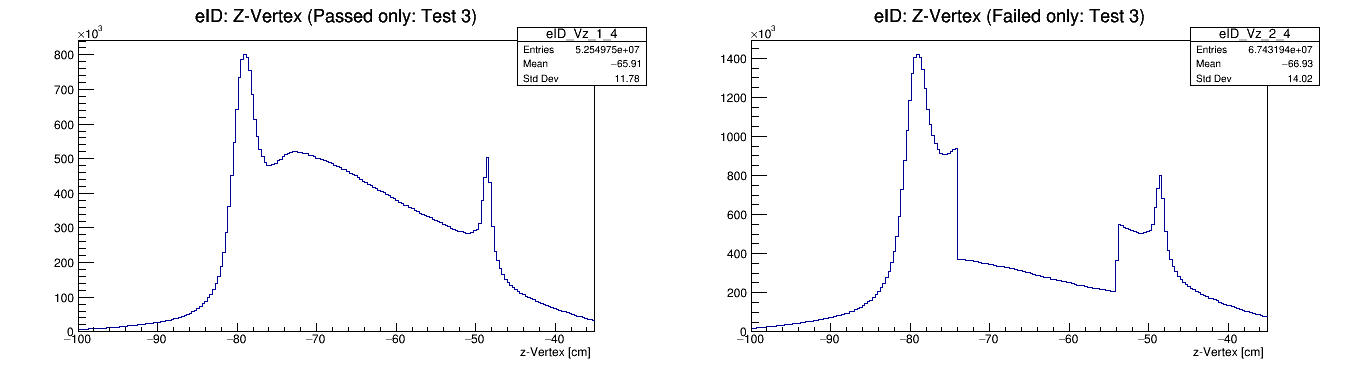 eID: Z-Vertex (Passed only: Test 3)
×10³
eID_Vz_1_4
Entries 5.254975e+07
Mean −65.91
Std Dev 11.78
800
700
600
500
400
300
200
100
0
−100 −90 −80 −70 −60 −50 −40
z-Vertex [cm]
eID: Z-Vertex (Failed only: Test 3)
×10³
eID_Vz_2_4
Entries 6.743194e+07
Mean −66.93
Std Dev 14.02
1400
1200
1000
800
600
400
200
0
−100 −90 −80 −70 −60 −50 −40
z-Vertex [cm]